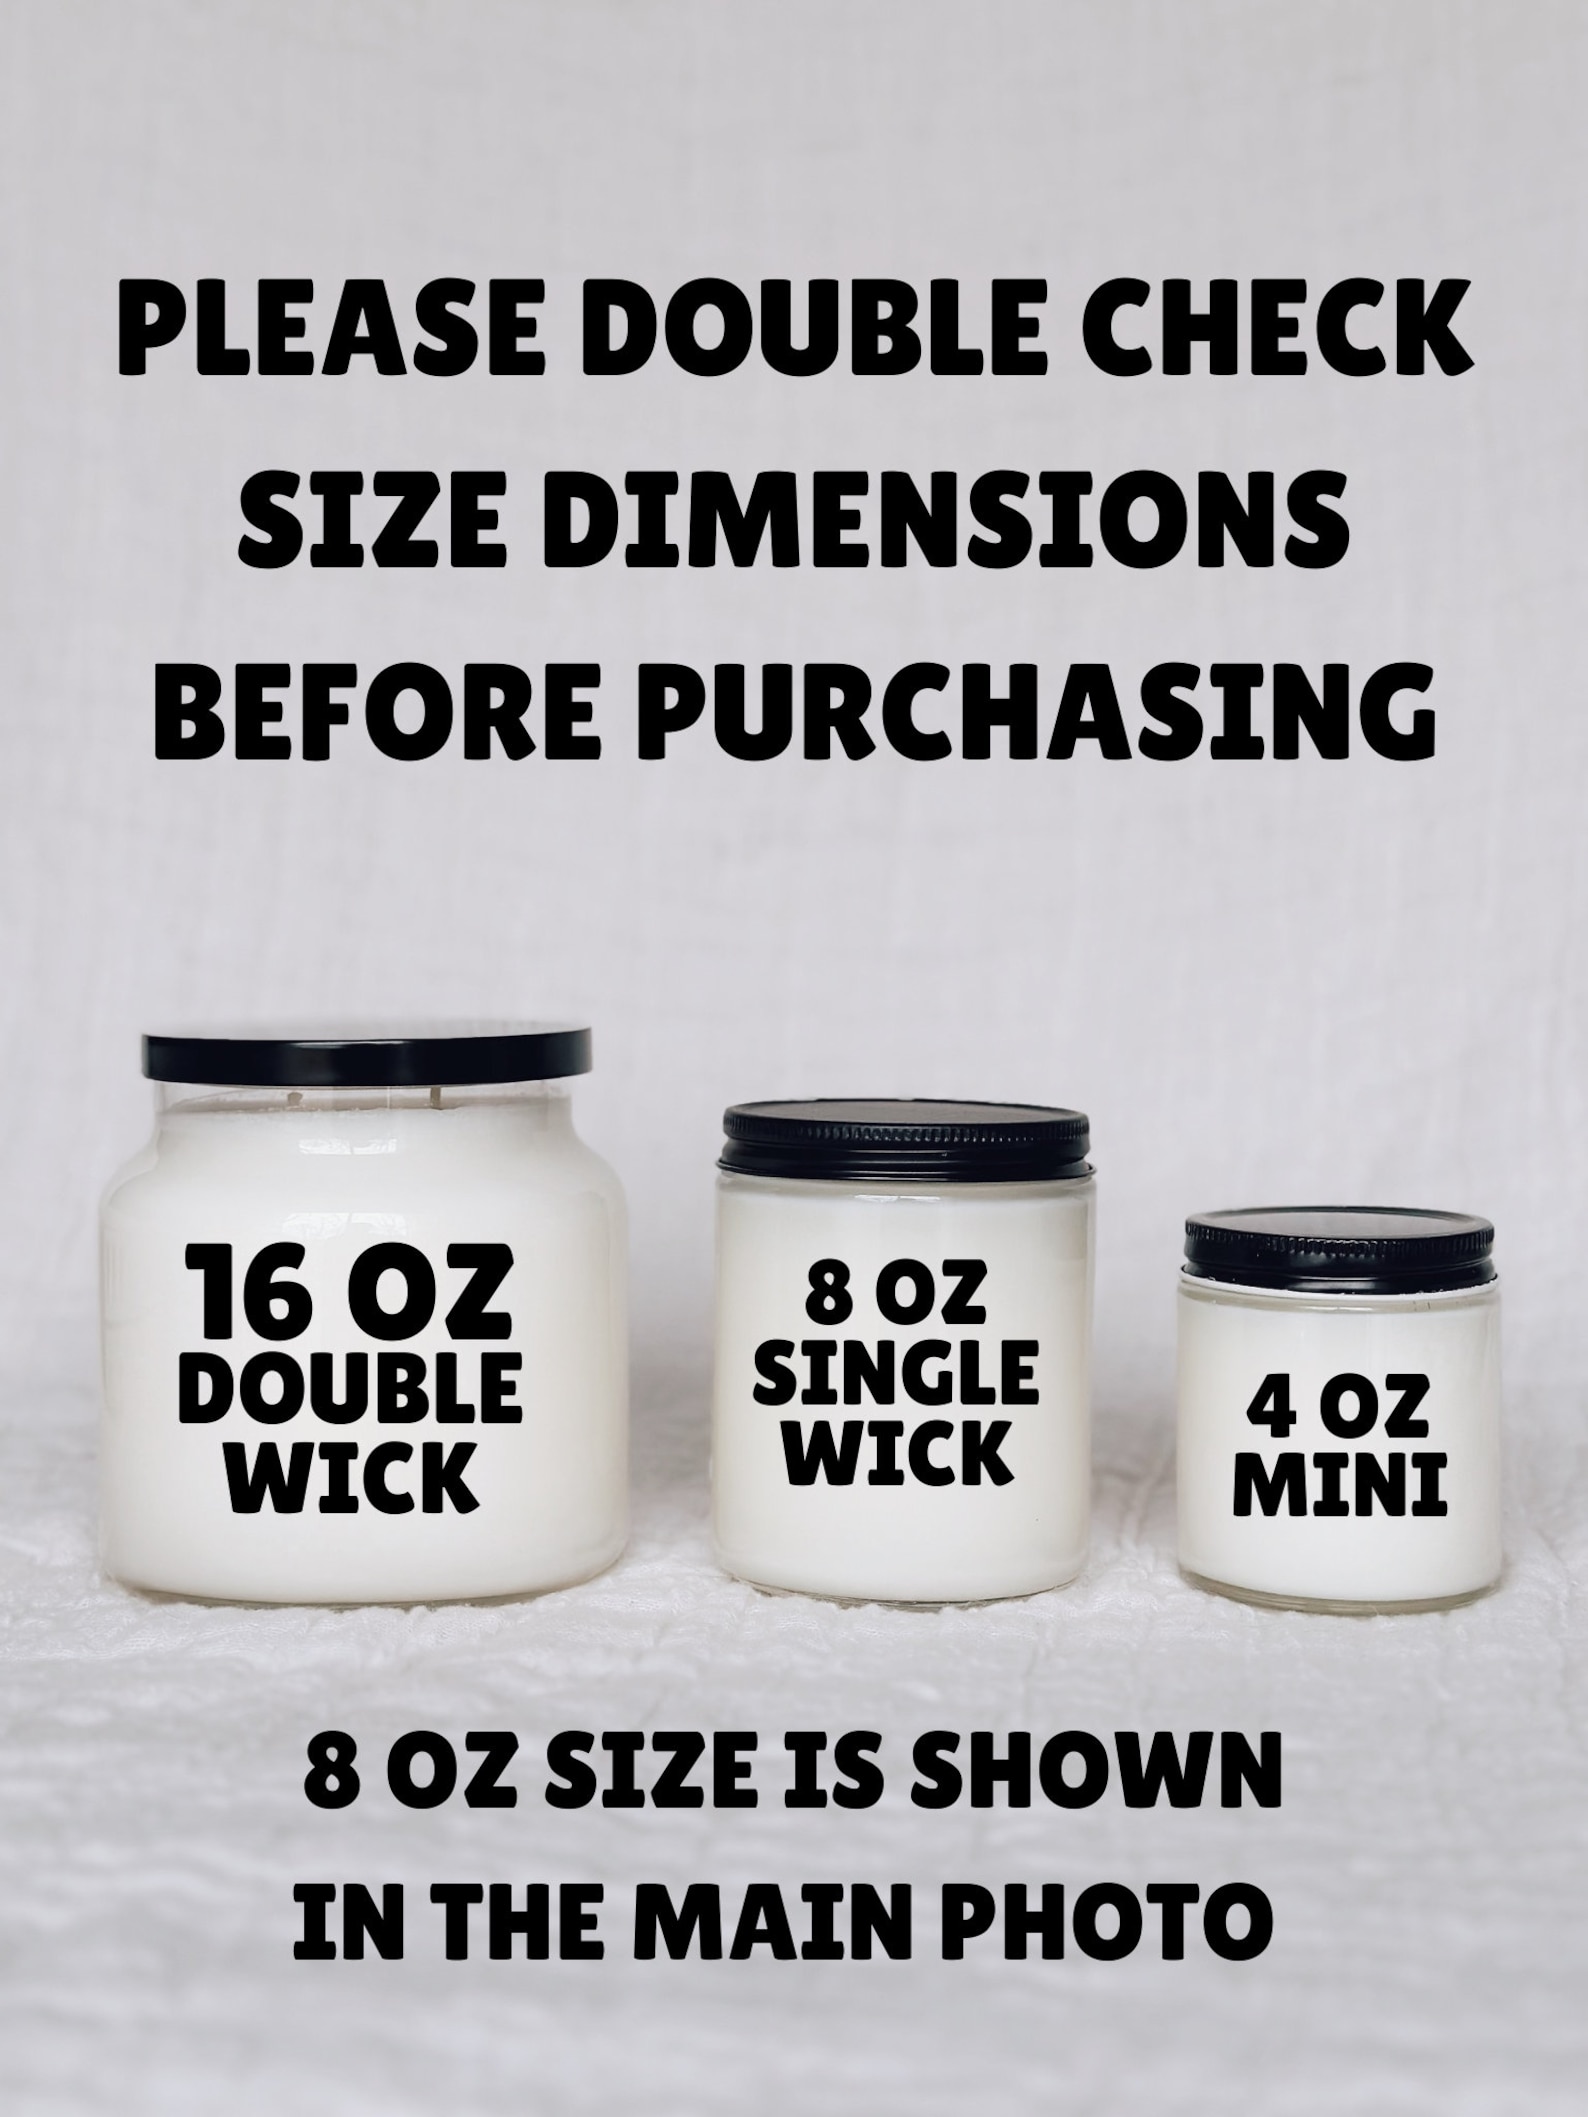 PLEASE DOUBLE CHECK
SIZE DIMENSIONS
BEFORE PURCHASING
16 OZ
DOUBLE
WICK
8 OZ
SINGLE
WICK
4 OZ
MINI
8 OZ SIZE IS SHOWN
IN THE MAIN PHOTO